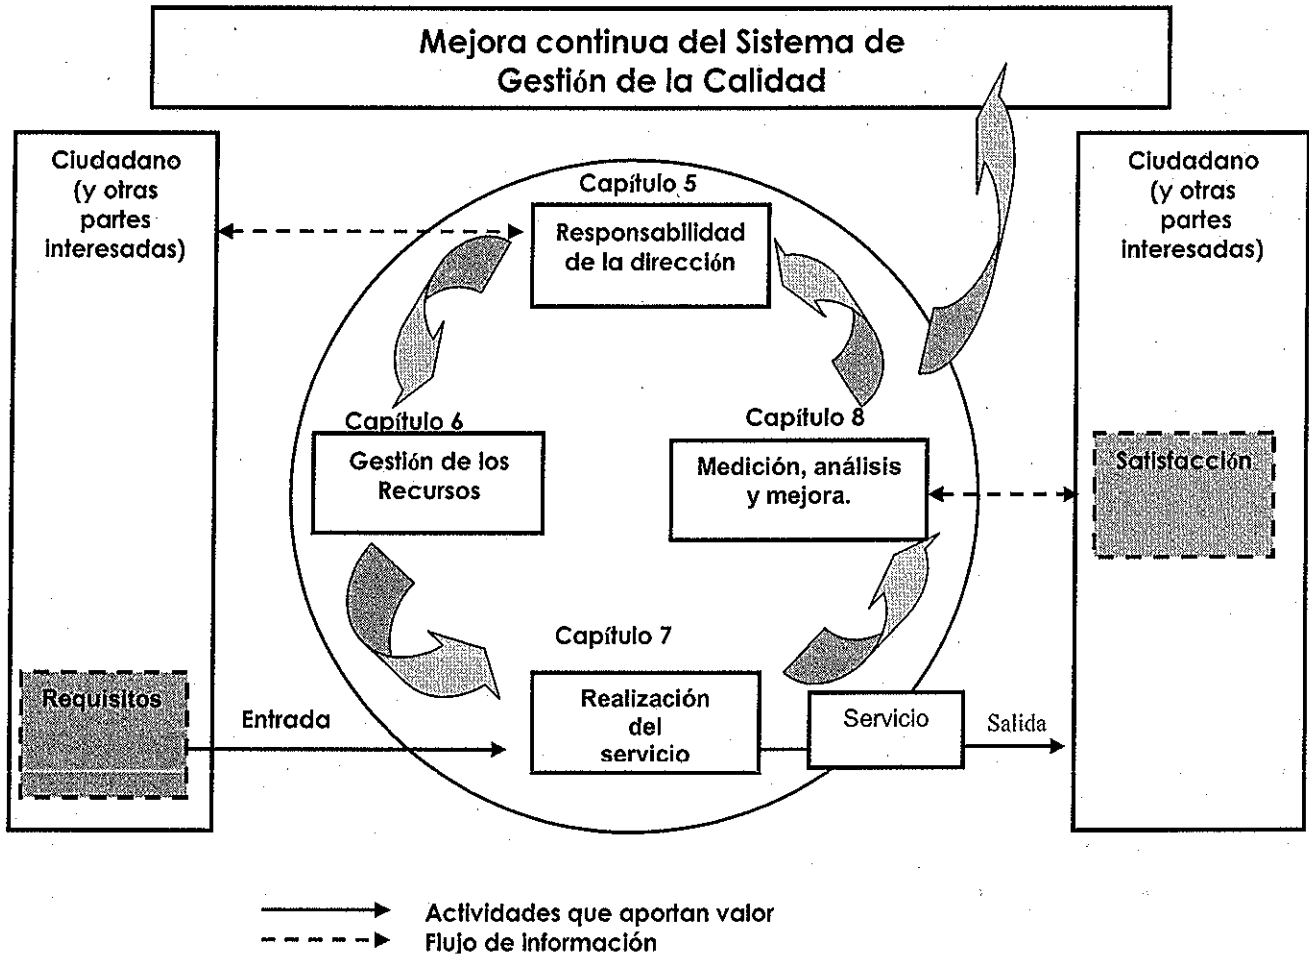 Mejora continua del Sistema de
Gestión de la Calidad
Ciudadano
(y otras
partes
interesadas)
Capítulo 5
Responsabilidad
de la dirección
Ciudadano
(y otras
partes
interesadas)
Capítulo 6
Gestión de los
Recursos
Capítulo 8
Medición, análisis
y mejora.
Satisfacción
Capítulo 7
Realización
del
servicio
Requisitos
Entrada
Servicio
Salida
Actividades que aportan valor
Flujo de información